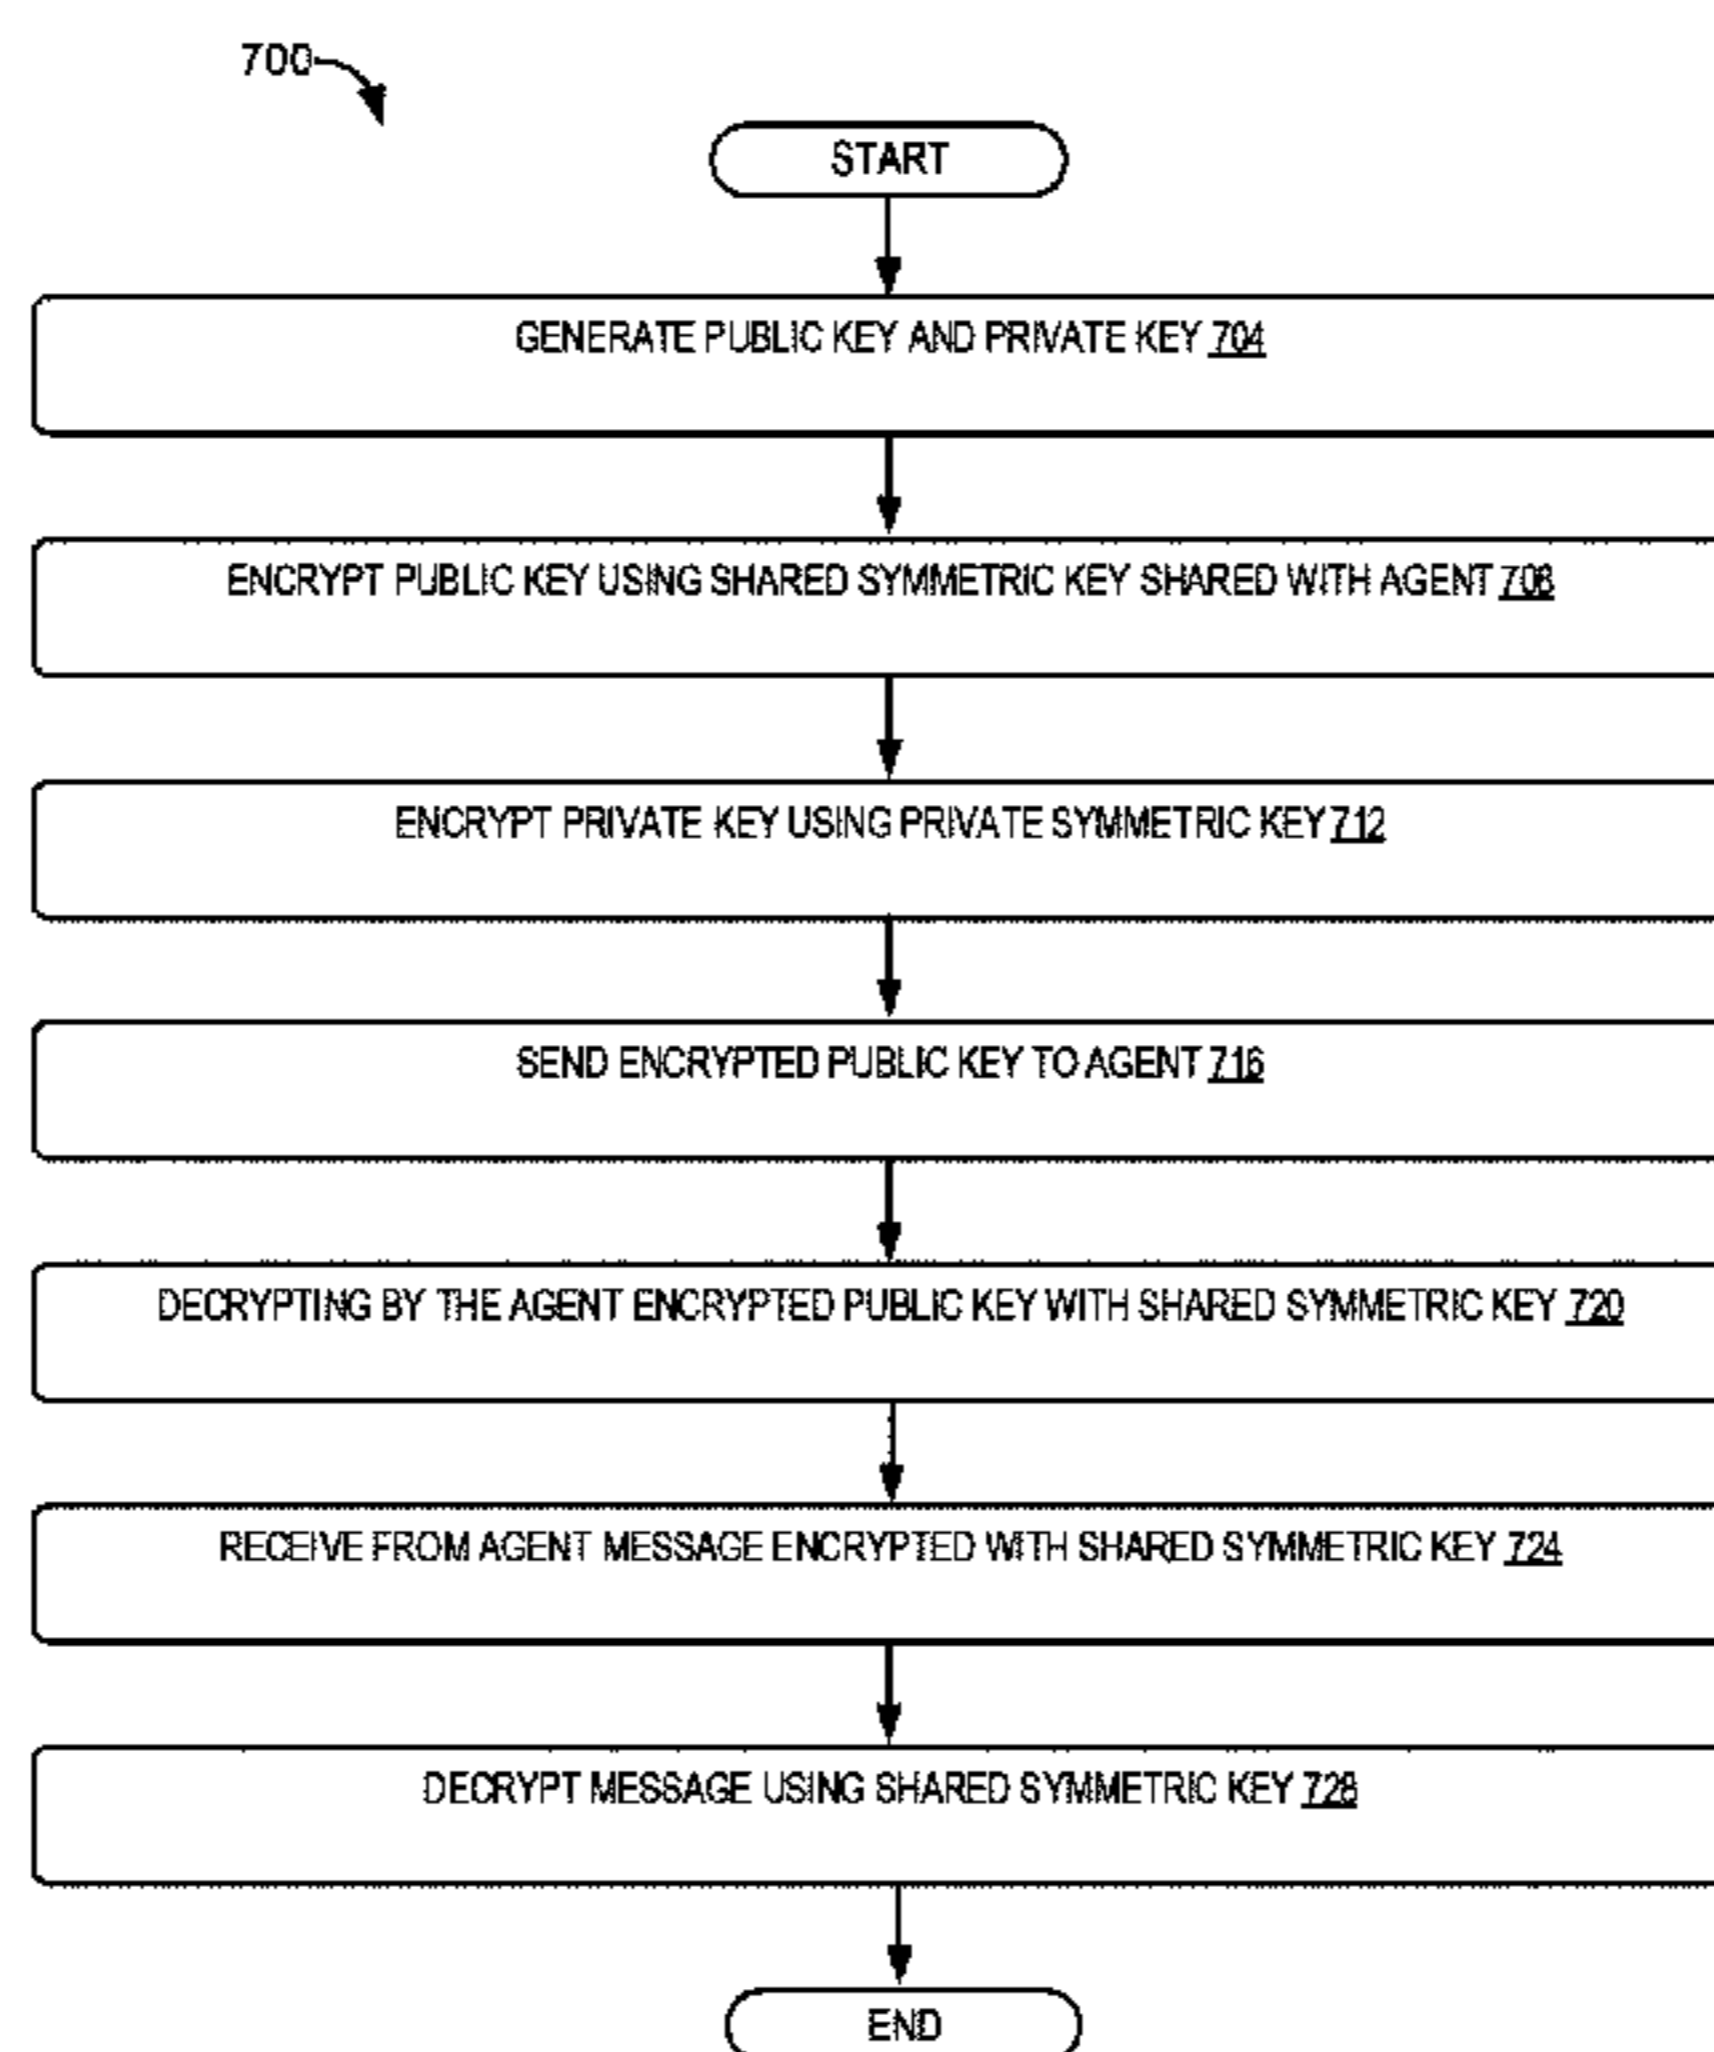 700
START
GENERATE PUBLIC KEY AND PRIVATE KEY 704
ENCRYPT PUBLIC KEY USING SHARED SYMMETRIC KEY SHARED WITH AGENT 708
ENCRYPT PRIVATE KEY USING PRIVATE SYMMETRIC KEY 712
SEND ENCRYPTED PUBLIC KEY TO AGENT 716
DECRYPTING BY THE AGENT ENCRYPTED PUBLIC KEY WITH SHARED SYMMETRIC KEY 720
RECEIVE FROM AGENT MESSAGE ENCRYPTED WITH SHARED SYMMETRIC KEY 724
DECRYPT MESSAGE USING SHARED SYMMETRIC KEY 728
END